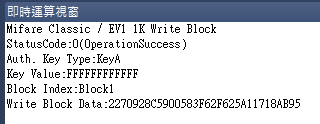 即時運算視窗
Mifare Classic / EV1 1K Write Block
StatusCode:0(OperationSuccess)
Auth. Key Type:KeyA
Key Value:FFFFFFFFFFFF
Block Index:Block1
Write Block Data:2270928C5900583F62F625A11718AB95